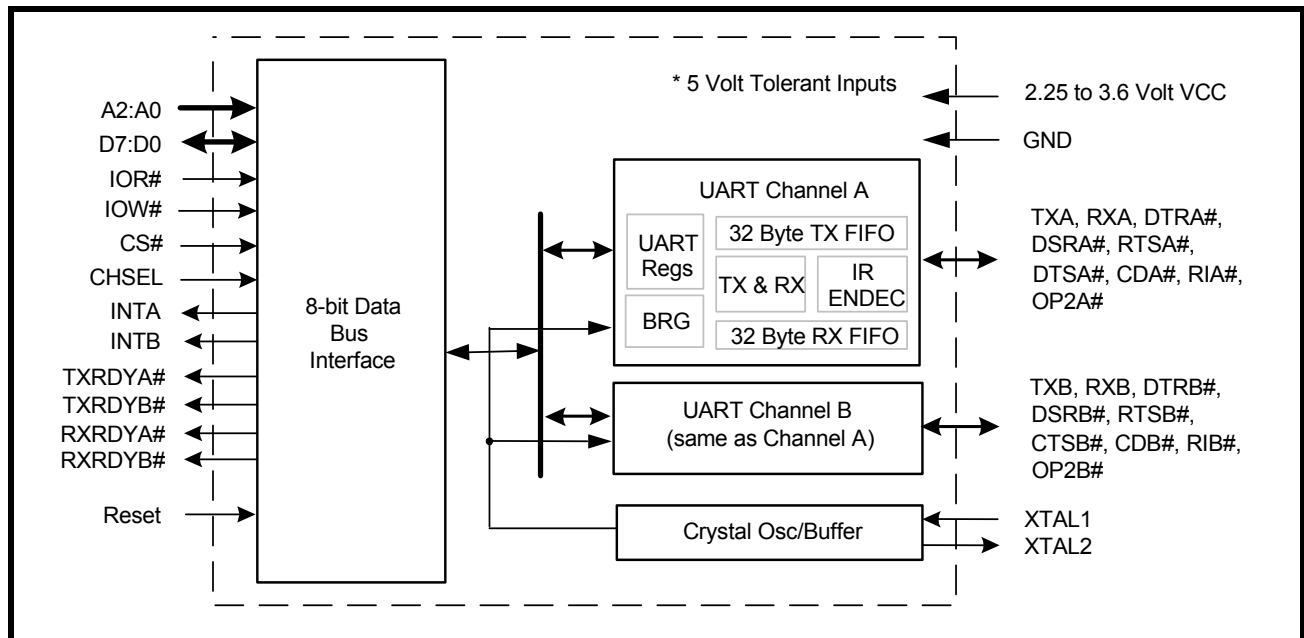 * 5 Volt Tolerant Inputs
A2:A0
D7:D0
IOR#
IOW#
CS#
CHSEL
INTA
INTB
TXRDYA#
TXRDYB#
RXRDYA#
RXRDYB#
Reset
8-bit Data
Bus
Interface
UART Channel A
UART
Regs
BRG
32 Byte TX FIFO
TX & RX
IR
ENDEC
32 Byte RX FIFO
UART Channel B
(same as Channel A)
Crystal Osc/Buffer
2.25 to 3.6 Volt VCC
GND
TXA, RXA, DTRA#,
DSRA#, RTSA#,
DTSA#, CDA#, RIA#,
OP2A#
TXB, RXB, DTRB#,
DSRB#, RTSB#,
CTSB#, CDB#, RIB#,
OP2B#
XTAL1
XTAL2